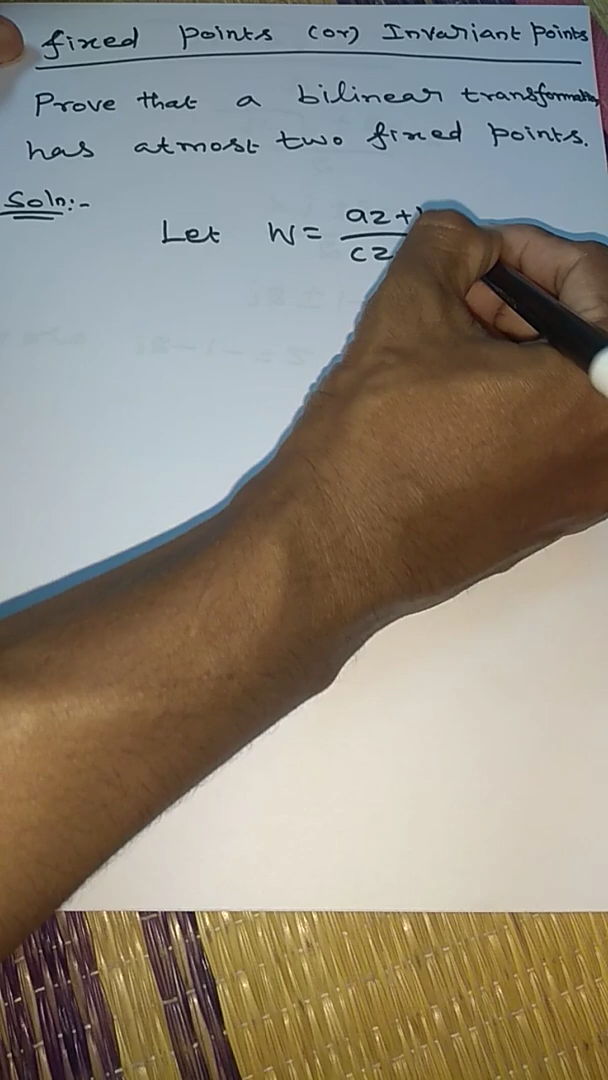 fixed points (or) Invariant points
Prove that a bilinear transformation
has atmost two fixed points.
Soln:-
Let W = az+
cz